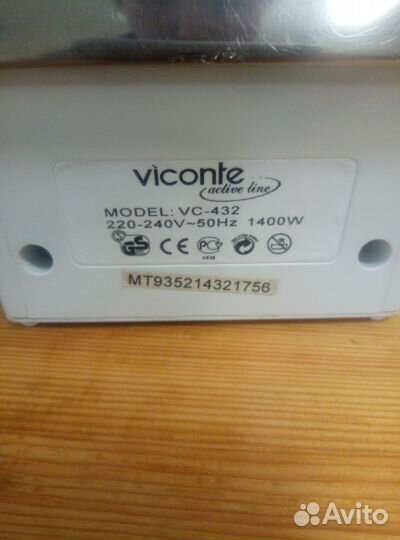 viconte
active line
MODEL: VC-432
220-240V~50Hz 1400W
MT935214321756
Avito